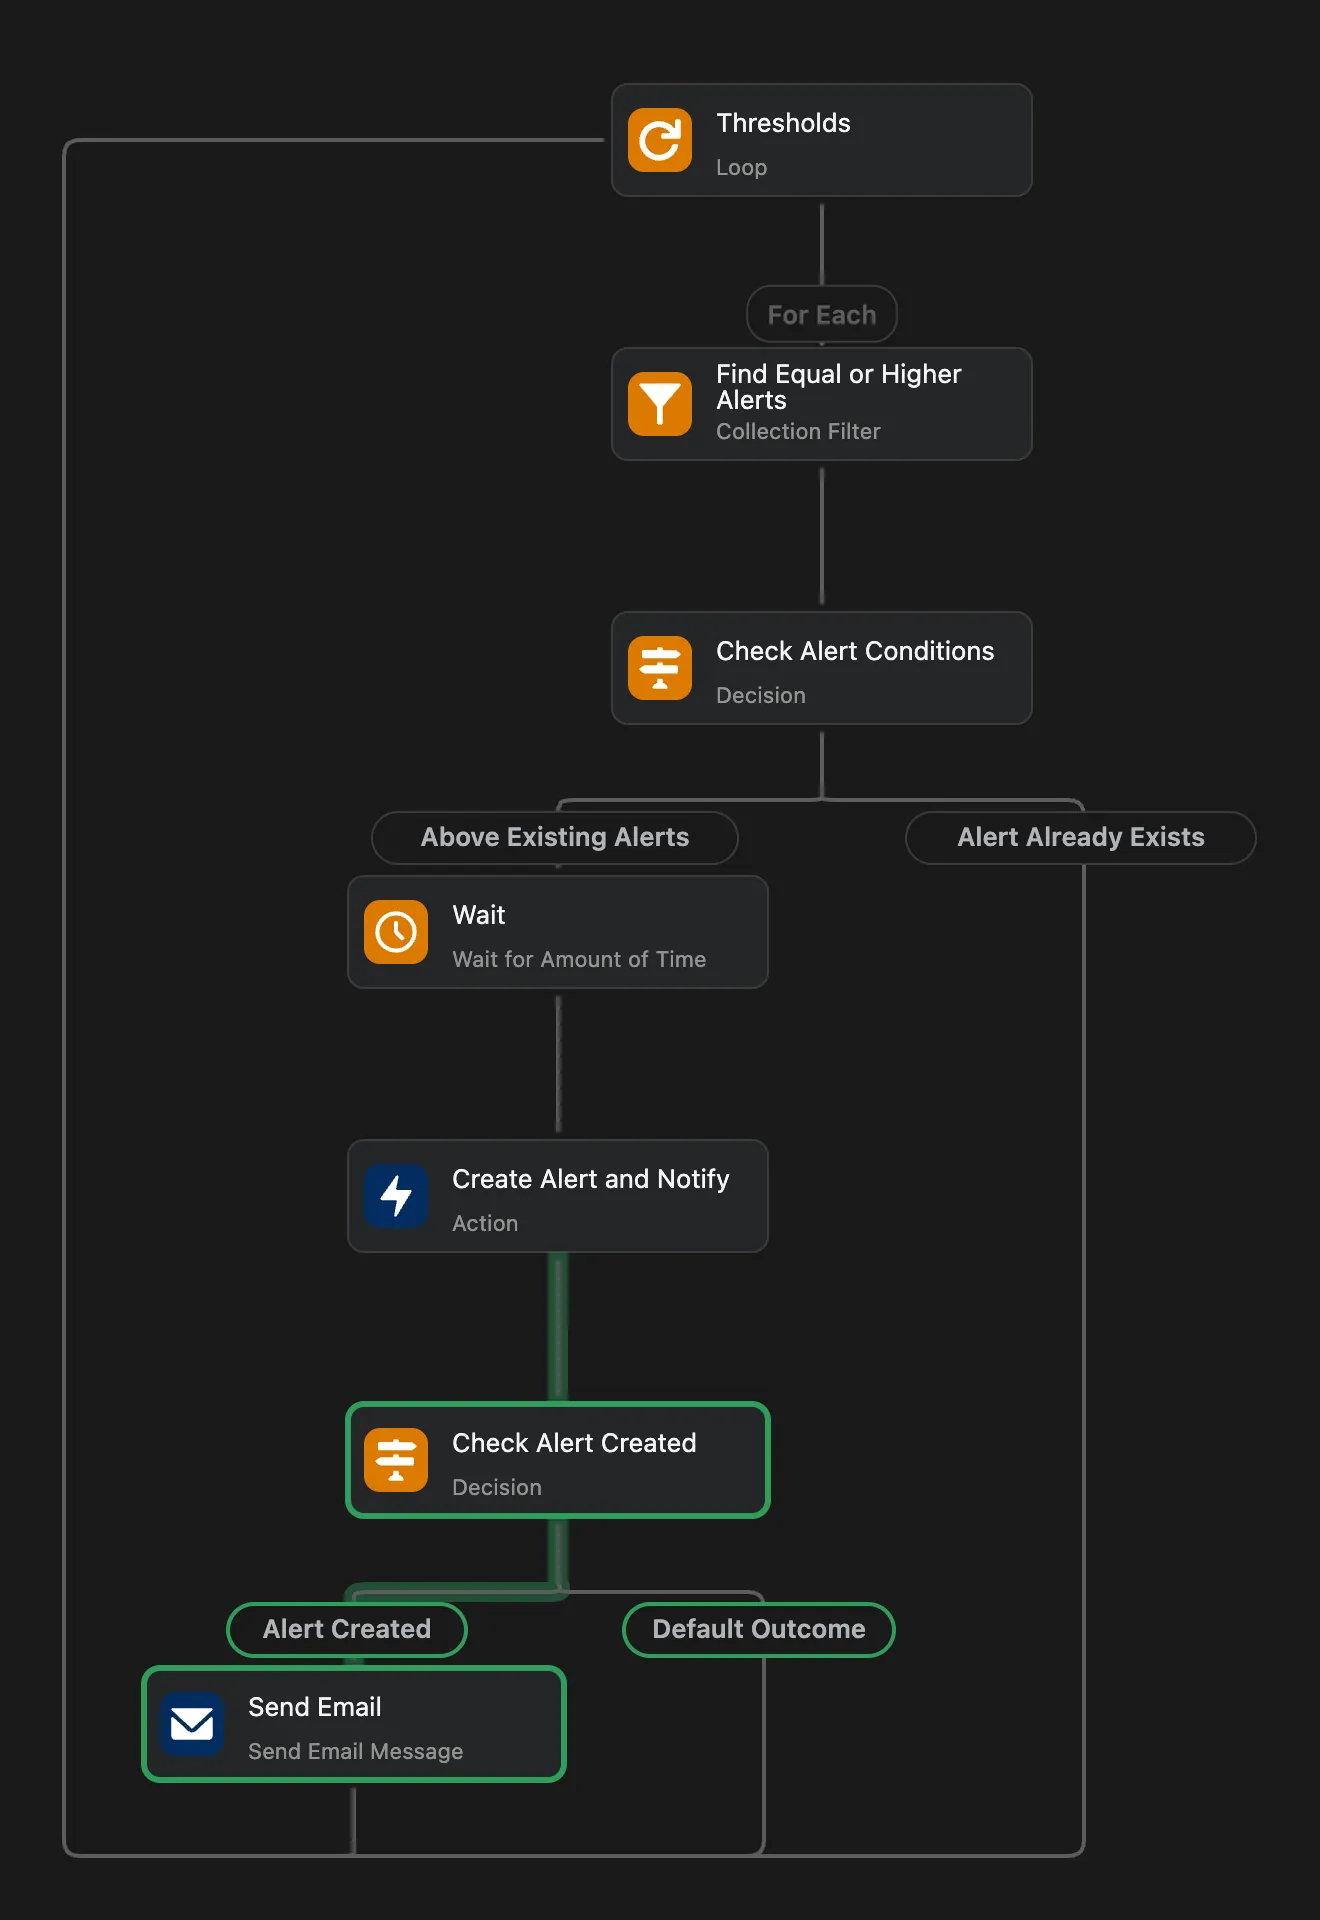 Thresholds
Loop
For Each
Find Equal or Higher
Alerts
Collection Filter
Check Alert Conditions
Decision
Above Existing Alerts
Alert Already Exists
Wait
Wait for Amount of Time
Create Alert and Notify
Action
Check Alert Created
Decision
Alert Created
Default Outcome
Send Email
Send Email Message